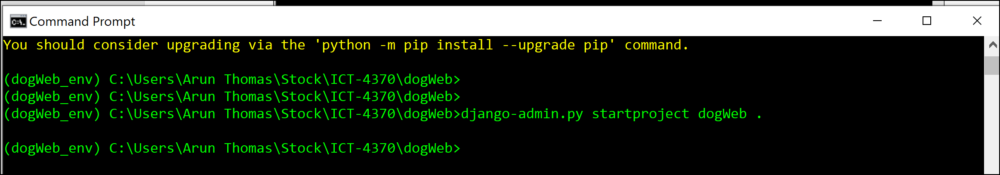 Command Prompt
You should consider upgrading via the 'python -m pip install --upgrade pip' command.
(dogWeb_env) C:\Users\Arun Thomas\Stock\ICT-4370\dogWeb>
(dogWeb_env) C:\Users\Arun Thomas\Stock\ICT-4370\dogWeb>
(dogWeb_env) C:\Users\Arun Thomas\Stock\ICT-4370\dogWeb>django-admin.py startproject dogWeb .
(dogWeb_env) C:\Users\Arun Thomas\Stock\ICT-4370\dogWeb>